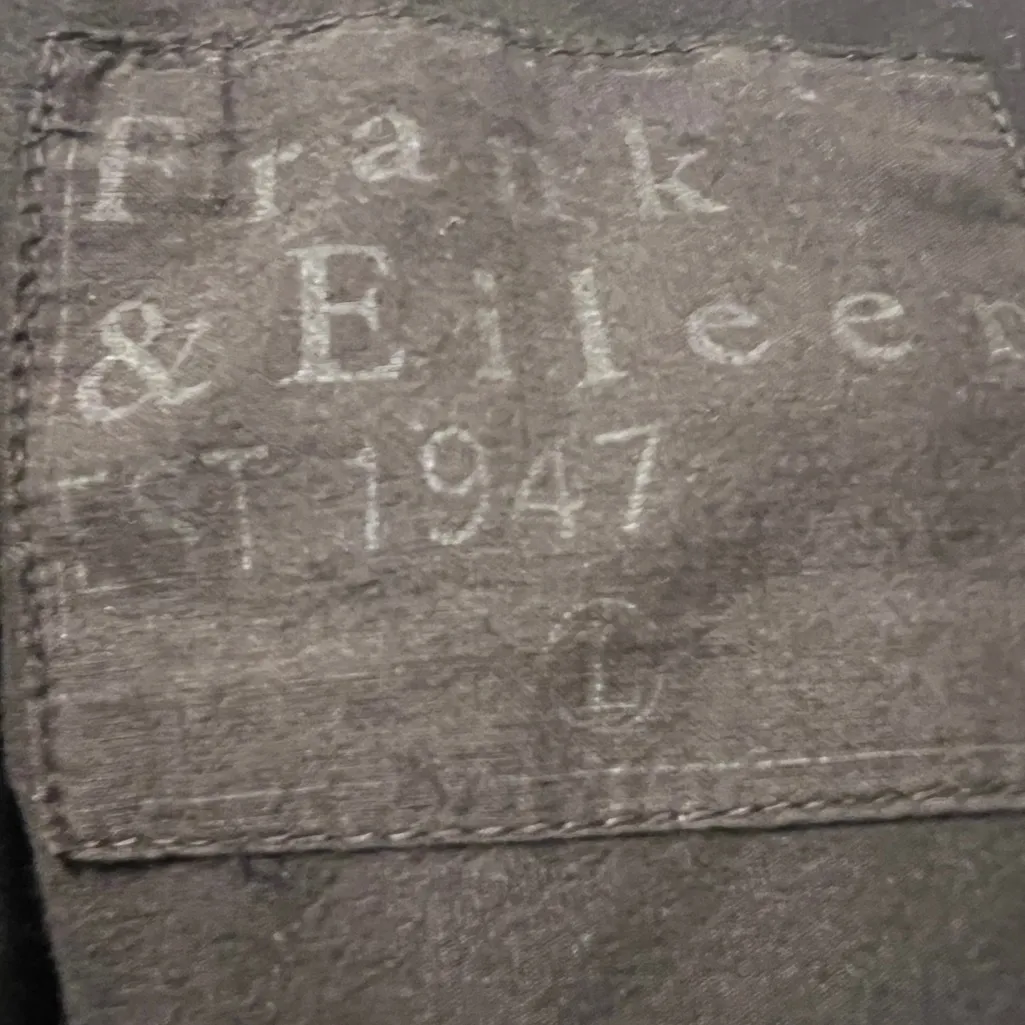 Frank
& Eileen
EST 1947
L